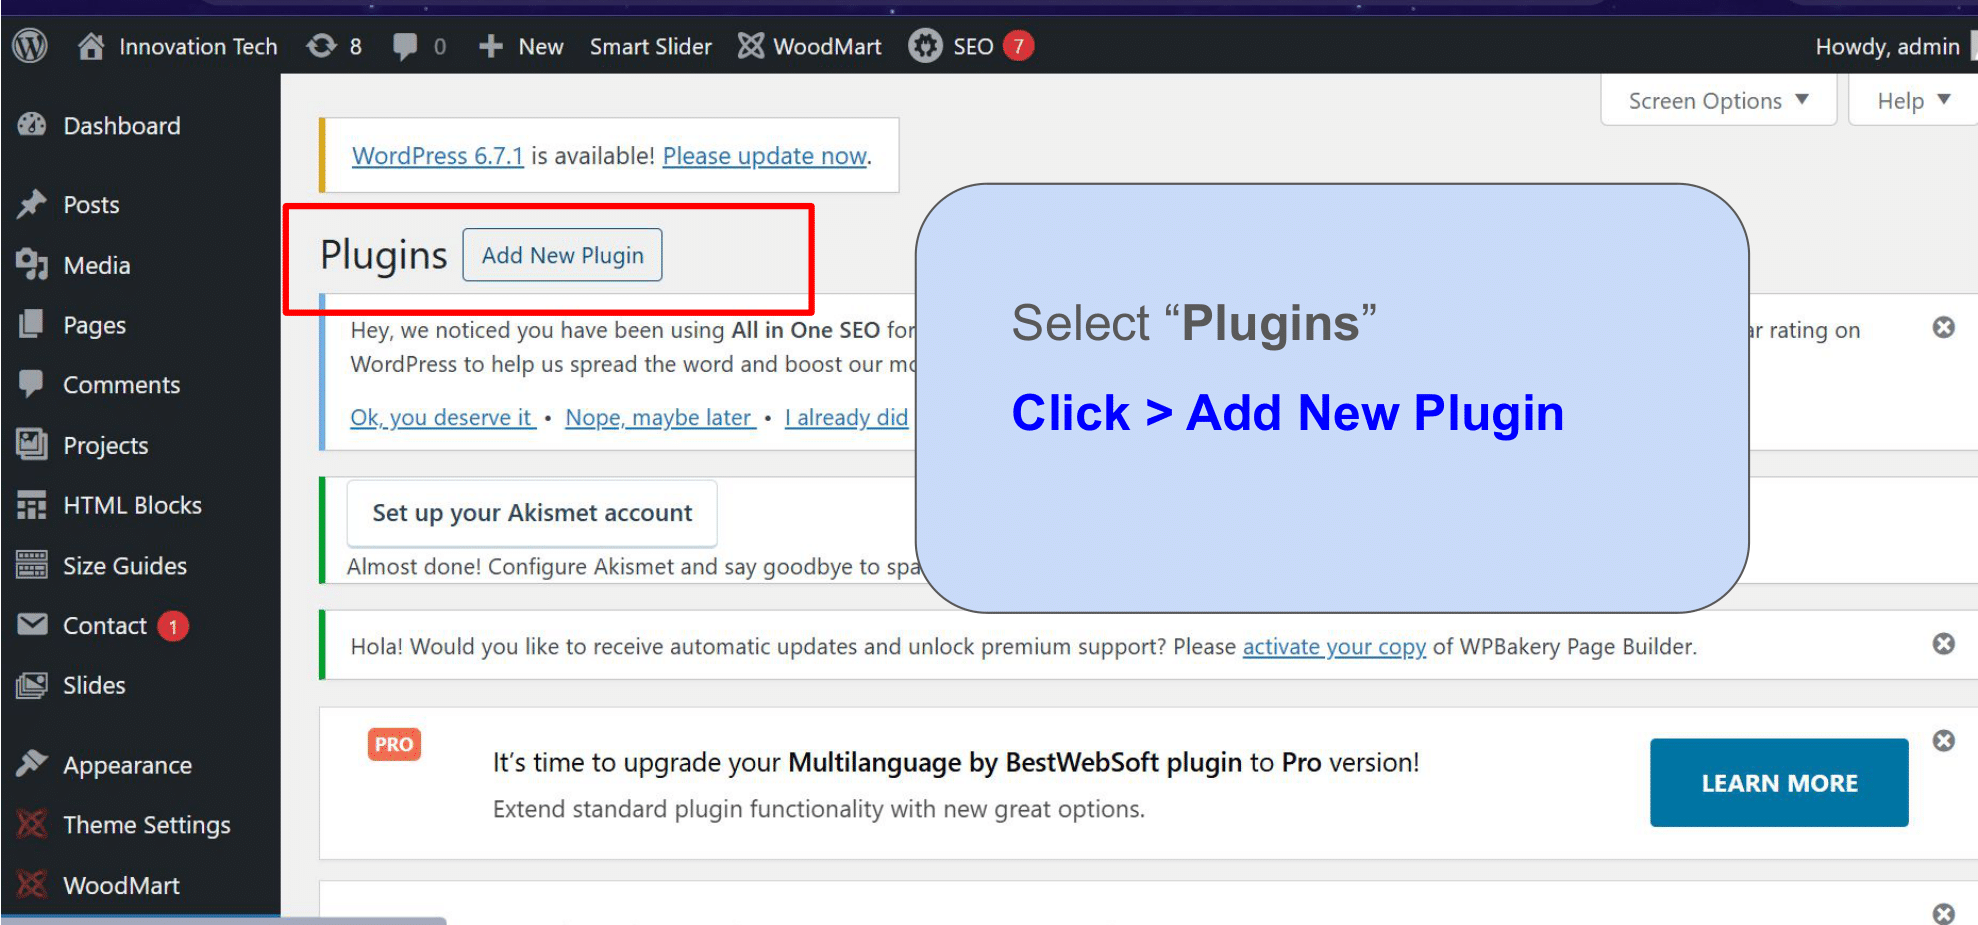 Innovation Tech 8 0 + New Smart Slider WoodMart SEO 7 Howdy, admin
Screen Options ▼ Help ▼
Dashboard
Posts
Media
Pages
Comments
Projects
HTML Blocks
Size Guides
Contact 1
Slides
Appearance
Theme Settings
WoodMart
WordPress 6.7.1 is available! Please update now.
Plugins Add New Plugin
Hey, we noticed you have been using All in One SEO for
rating on
WordPress to help us spread the word and boost our
Ok, you deserve it • Nope, maybe later • I already did
Select “Plugins”
Click > Add New Plugin
Set up your Akismet account
Almost done! Configure Akismet and say goodbye to
Hola! Would you like to receive automatic updates and unlock premium support? Please activate your copy of WPBakery Page Builder.
PRO
It’s time to upgrade your Multilanguage by BestWebSoft plugin to Pro version!
Extend standard plugin functionality with new great options.
LEARN MORE